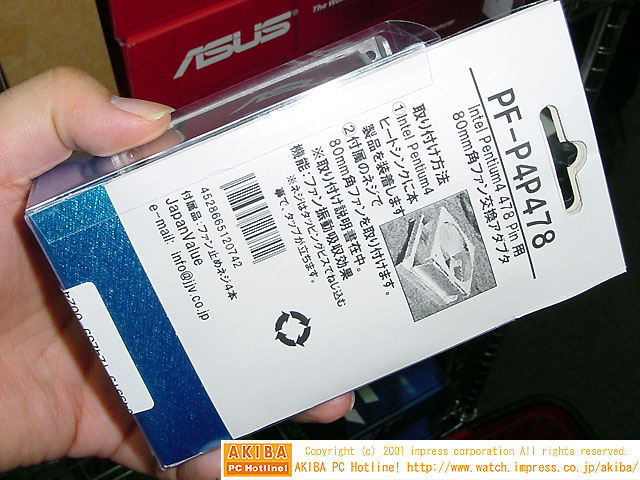 ASUS
PF-P4P478
Intel Pentium4 478 Pin 用
80mm角ファン交換アダプタ
取り付け方法
①Intel Pentium4
ヒートシンクに本
製品を装着します
②付属のネジで
80mm角ファンを取り付けます。
※取り付け説明書在中。
機能・ファン振動吸収効果
※ネジはタッピングビスでねじ込む
事で、タップが立ちます。
4528665120142
付属品・ファン止めネジ4本
JapanValue
e-mail: info@jjv.co.jp
AKIBA
PC Hotline!
Copyright (c) 2001 impress corporation All rights reserved.
AKIBA PC Hotline! http://www.watch.impress.co.jp/akiba/